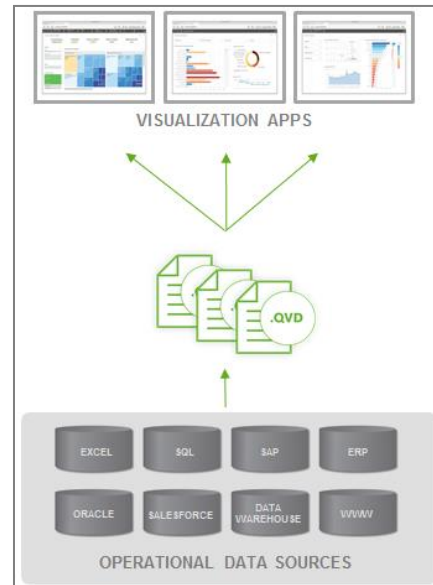 VISUALIZATION APPS
.QVD
EXCEL
SQL
SAP
ERP
ORACLE
SALESFORCE
DATA
WAREHOUSE
WWW
OPERATIONAL DATA SOURCES